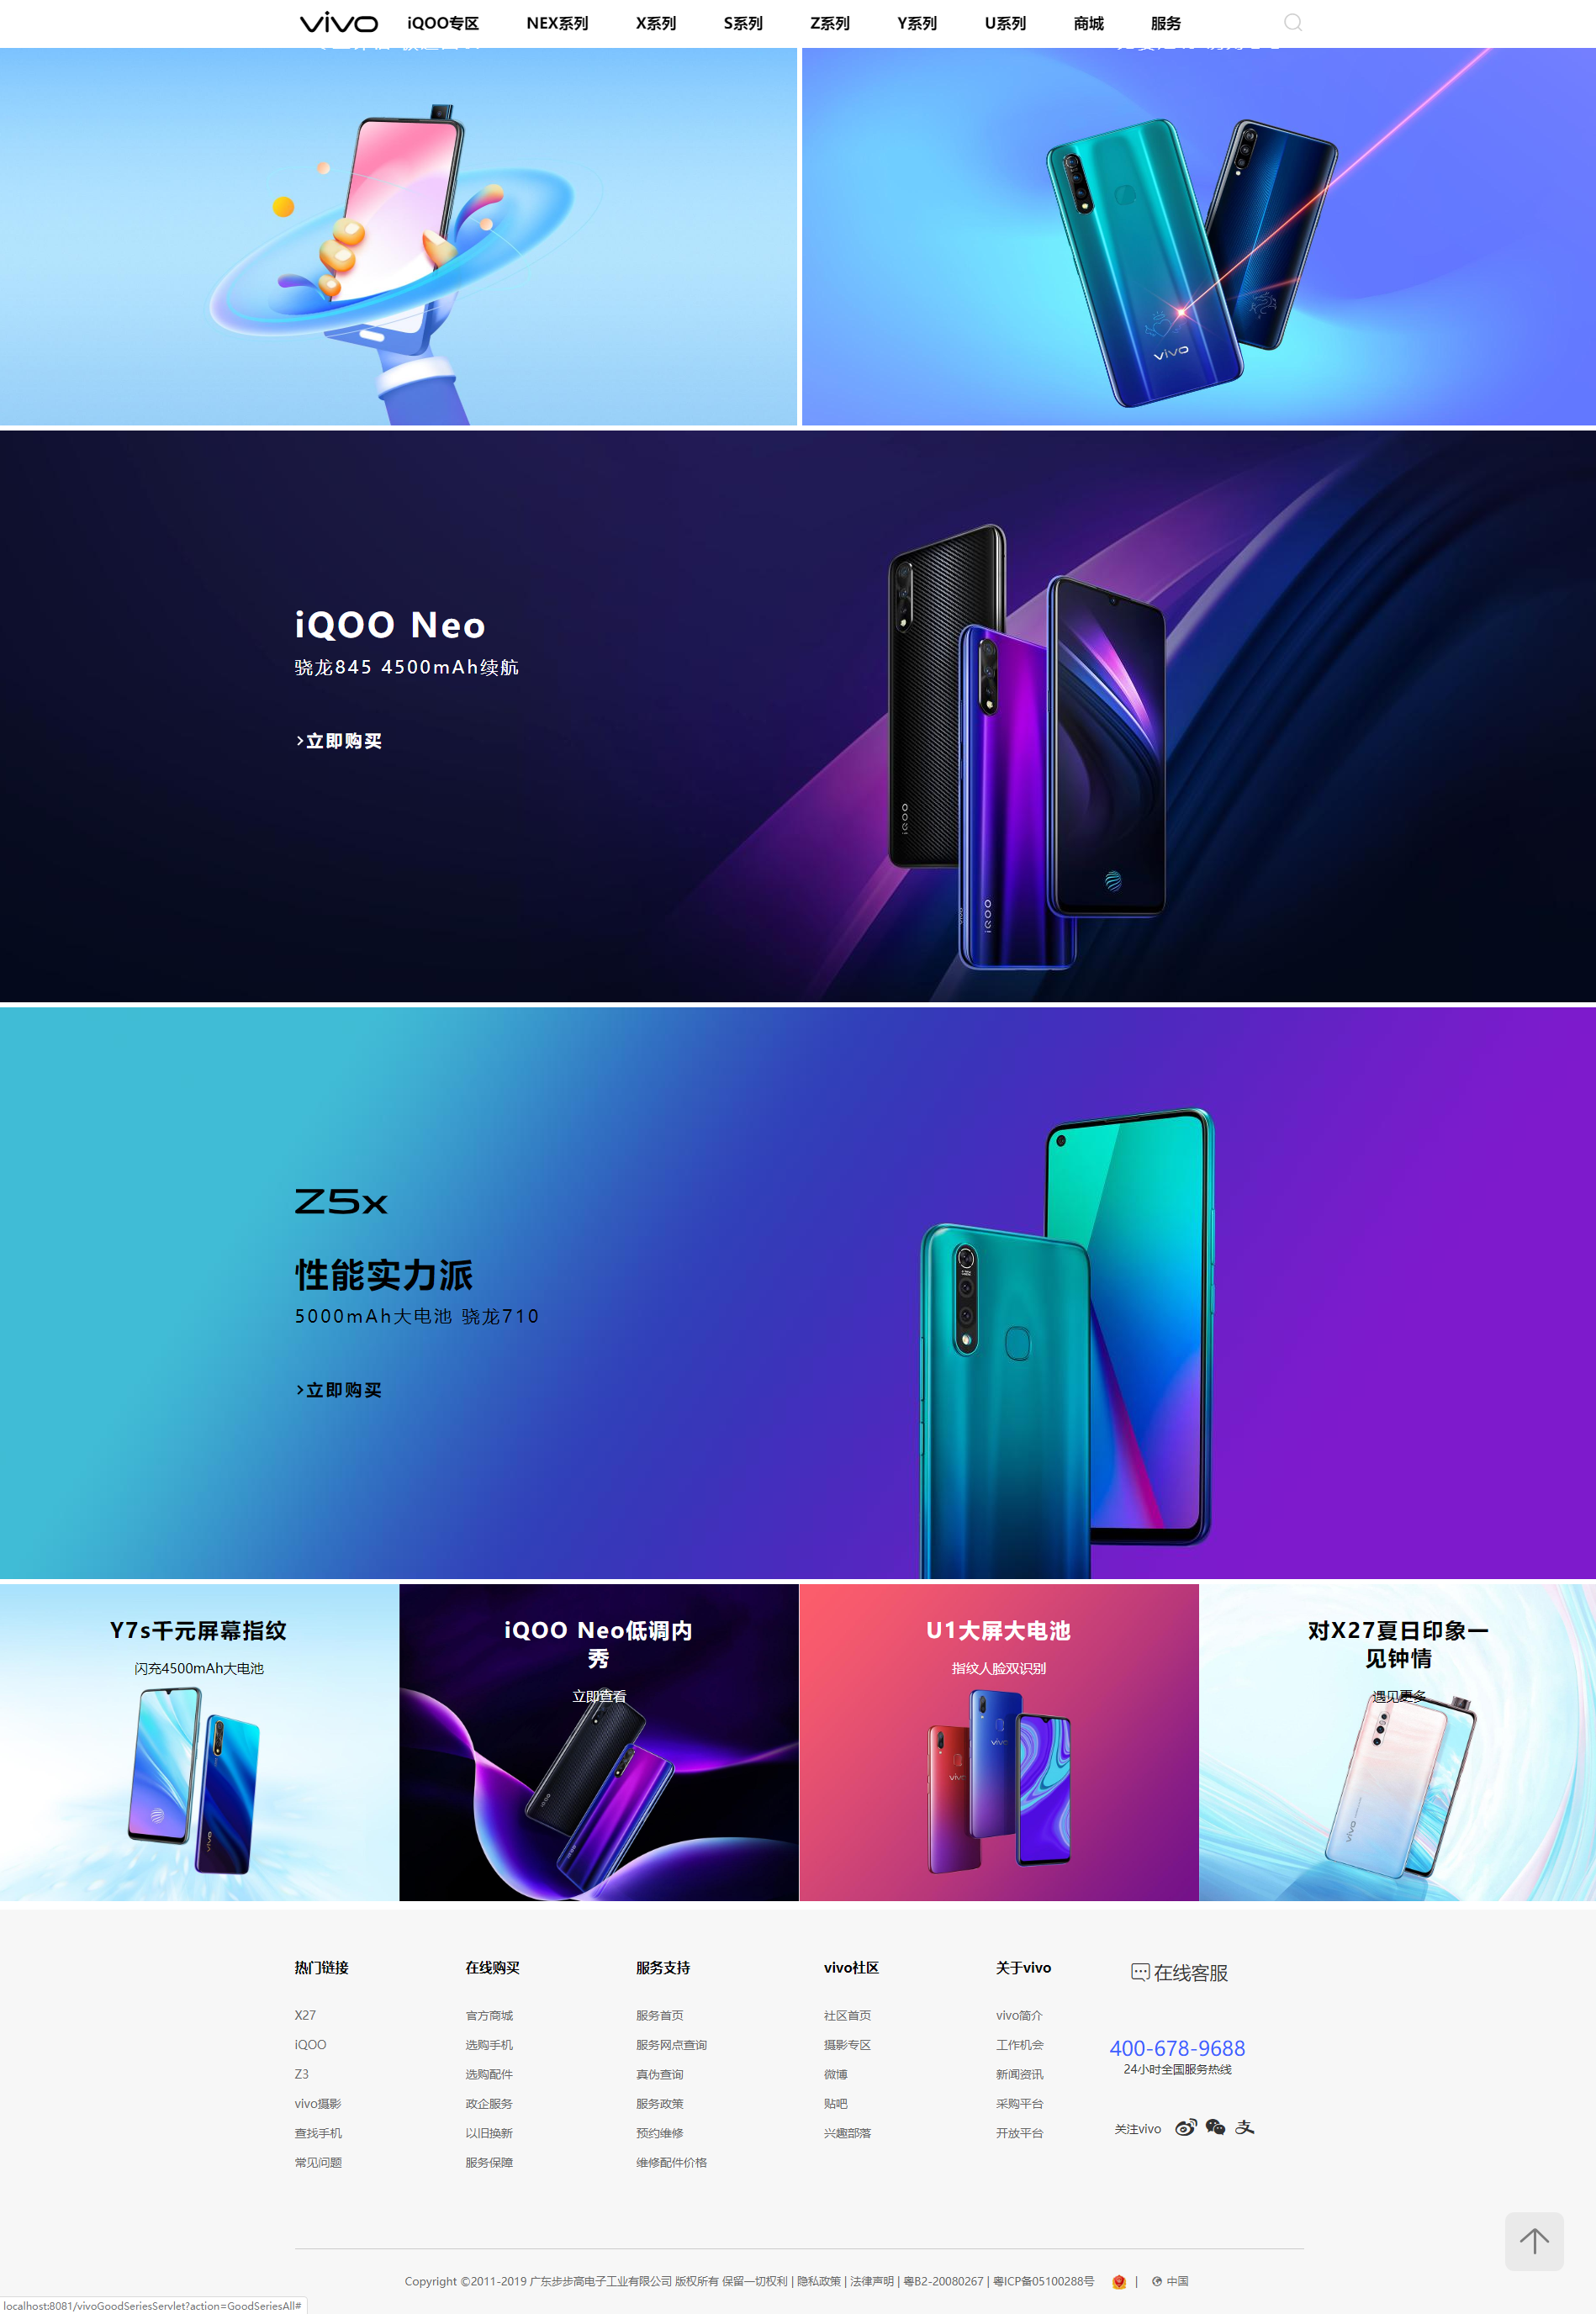 vivo iQOO专区 NEX系列 X系列 S系列 Z系列 Y系列 U系列 商城 服务
vivo
iQOO Neo
骁龙845 4500mAh续航
>立即购买
iQOO
iQOO
vivo
Z5x
性能实力派
5000mAh大电池 骁龙710
>立即购买
Y7s千元屏幕指纹
闪充4500mAh大电池
vivo
iQOO Neo低调内
秀
立即查看
iQOO
U1大屏大电池
指纹人脸双识别
vivo
vivo
对X27夏日印象一
见钟情
遇见更多
vivo
热门链接
X27
iQOO
Z3
vivo摄影
查找手机
常见问题
在线购买
官方商城
选购手机
选购配件
政企服务
以旧换新
服务保障
服务支持
服务首页
服务网点查询
真伪查询
服务政策
预约维修
维修配件价格
vivo社区
社区首页
摄影专区
微博
贴吧
兴趣部落
关于vivo
vivo简介
工作机会
新闻资讯
采购平台
开放平台
在线客服
400-678-9688
24小时全国服务热线
关注vivo
Copyright ©2011-2019 广东步步高电子工业有限公司 版权所有 保留一切权利 | 隐私政策 | 法律声明 | 粤B2-20080267 | 粤ICP备05100288号 | 中国
localhost:8081/vivoGoodSeriesServlet?action=GoodSeriesAll#